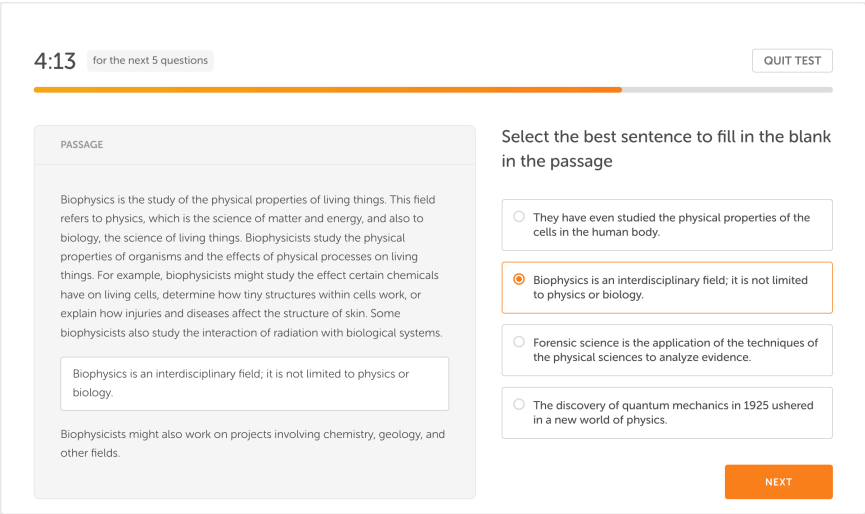 4:13 for the next 5 questions
QUIT TEST
PASSAGE
Biophysics is the study of the physical properties of living things. This field
refers to physics, which is the science of matter and energy, and also to
biology, the science of living things. Biophysicists study the physical
properties of organisms and the effects of physical processes on living
things. For example, biophysicists might study the effect certain chemicals
have on living cells, determine how tiny structures within cells work, or
explain how injuries and diseases affect the structure of skin. Some
biophysicists also study the interaction of radiation with biological systems.
Biophysics is an interdisciplinary field; it is not limited to physics or
biology.
Biophysicists might also work on projects involving chemistry, geology, and
other fields.
Select the best sentence to fill in the blank
in the passage
They have even studied the physical properties of the
cells in the human body.
Biophysics is an interdisciplinary field; it is not limited
to physics or biology.
Forensic science is the application of the techniques of
the physical sciences to analyze evidence.
The discovery of quantum mechanics in 1925 ushered
in a new world of physics.
NEXT